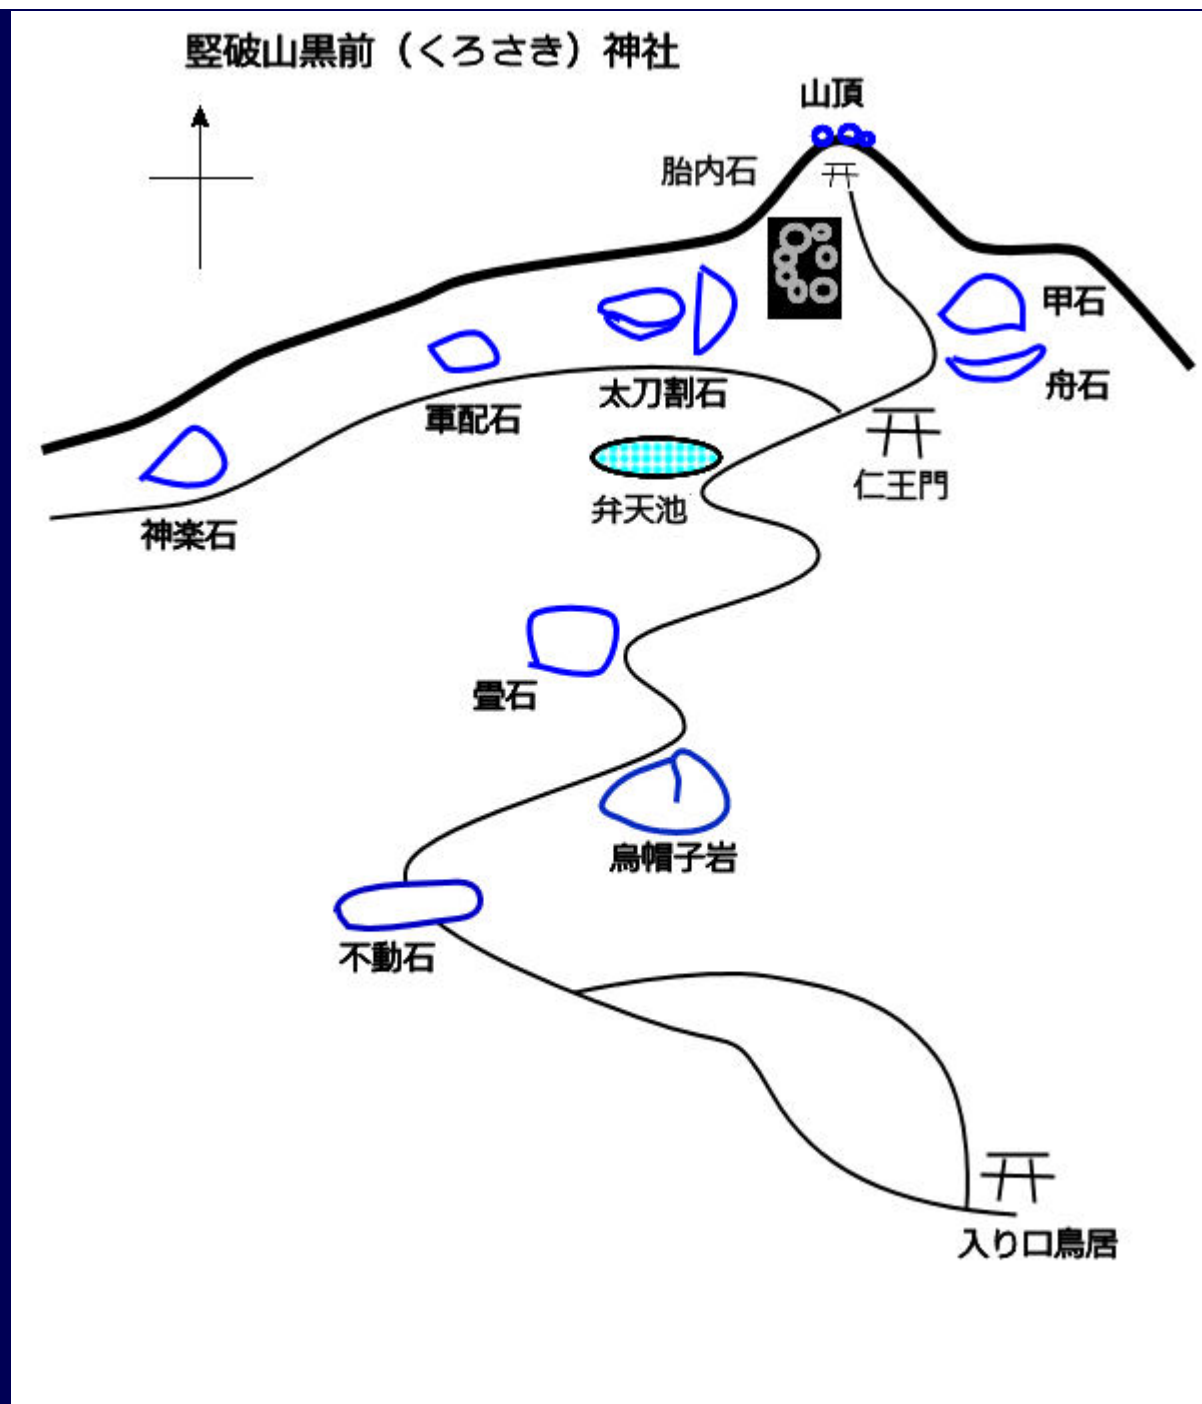 竪破山黒前（くろさき）神社
山頂
胎内石
甲石
舟石
太刀割石
軍配石
仁王門
弁天池
神楽石
畳石
烏帽子岩
不動石
入り口鳥居